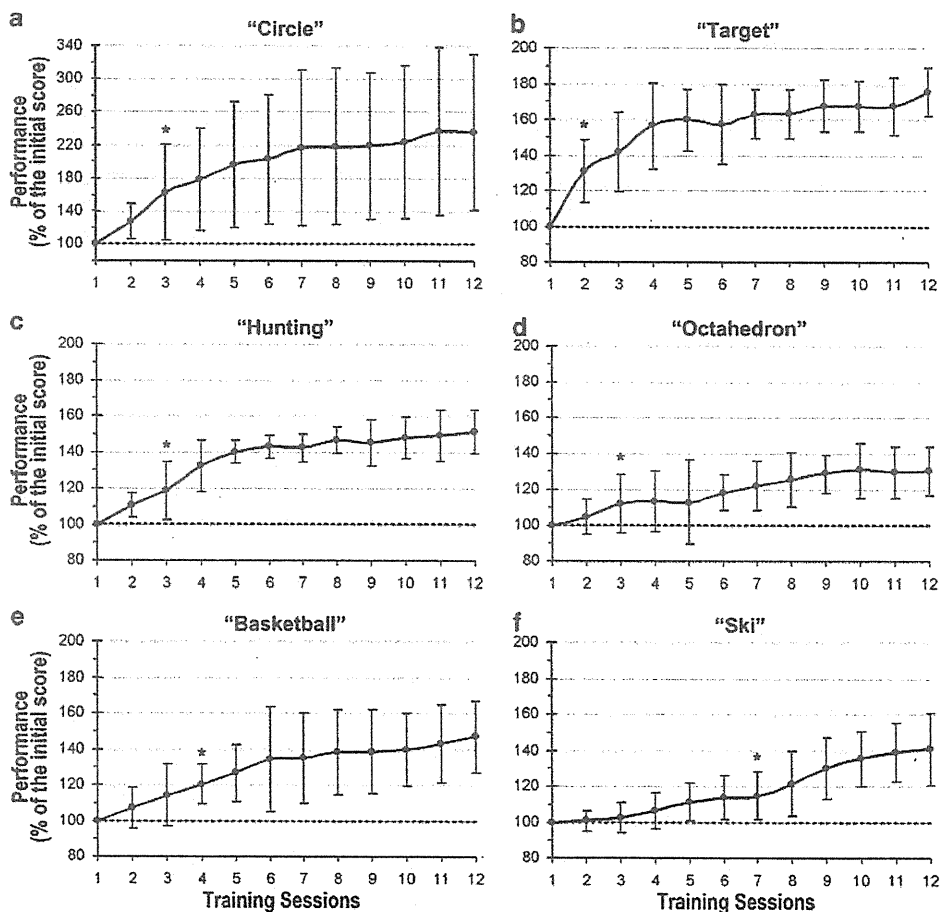 a
"Circle"
Performance
(% of the initial score)
340
300
260
220
180
140
100
*
1 2 3 4 5 6 7 8 9 10 11 12
b
"Target"
200
180
160
140
120
100
80
*
1 2 3 4 5 6 7 8 9 10 11 12
c
"Hunting"
Performance
(% of the initial score)
200
180
160
140
120
100
80
*
1 2 3 4 5 6 7 8 9 10 11 12
d
"Octahedron"
200
180
160
140
120
100
80
*
1 2 3 4 5 6 7 8 9 10 11 12
e
"Basketball"
Performance
(% of the initial score)
200
180
160
140
120
100
80
*
1 2 3 4 5 6 7 8 9 10 11 12
Training Sessions
f
"Ski"
200
180
160
140
120
100
80
*
1 2 3 4 5 6 7 8 9 10 11 12
Training Sessions